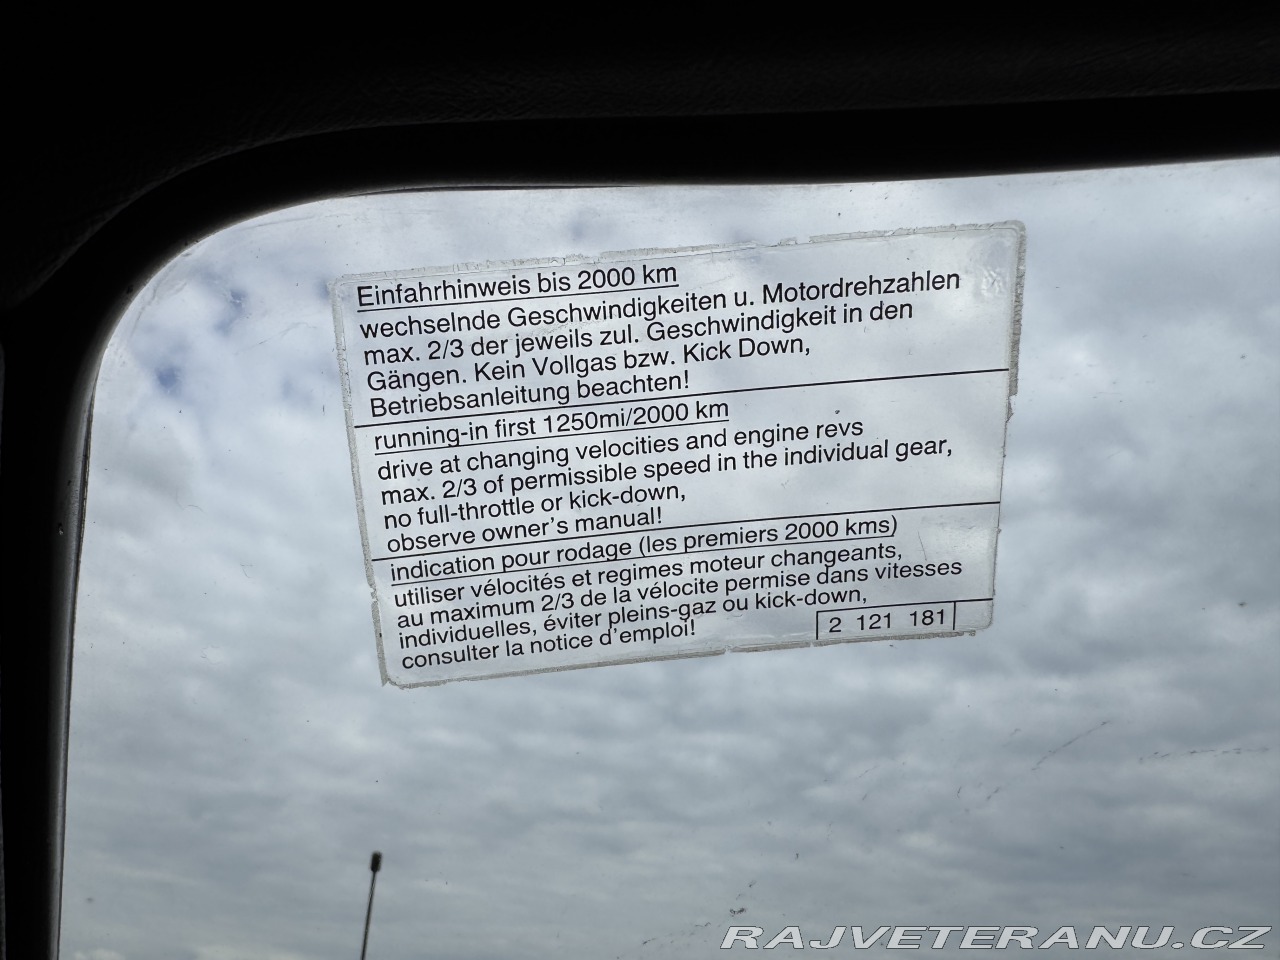 Einfahrhinweis bis 2000 km
wechselnde Geschwindigkeiten u. Motordrehzahlen
max. 2/3 der jeweils zul. Geschwindigkeit in den
Gängen. Kein Vollgas bzw. Kick Down,
Betriebsanleitung beachten!
running-in first 1250mi/2000 km
drive at changing velocities and engine revs
max. 2/3 of permissible speed in the individual gear,
no full-throttle or kick-down,
observe owner's manual!
indication pour rodage (les premiers 2000 kms)
utiliser vélocités et regimes moteur changeants,
au maximum 2/3 de la vélocite permise dans vitesses
individuelles, éviter pleins-gaz ou kick-down,
consulter la notice d'emploi!
2 121 181
RAJVETERANU.CZ